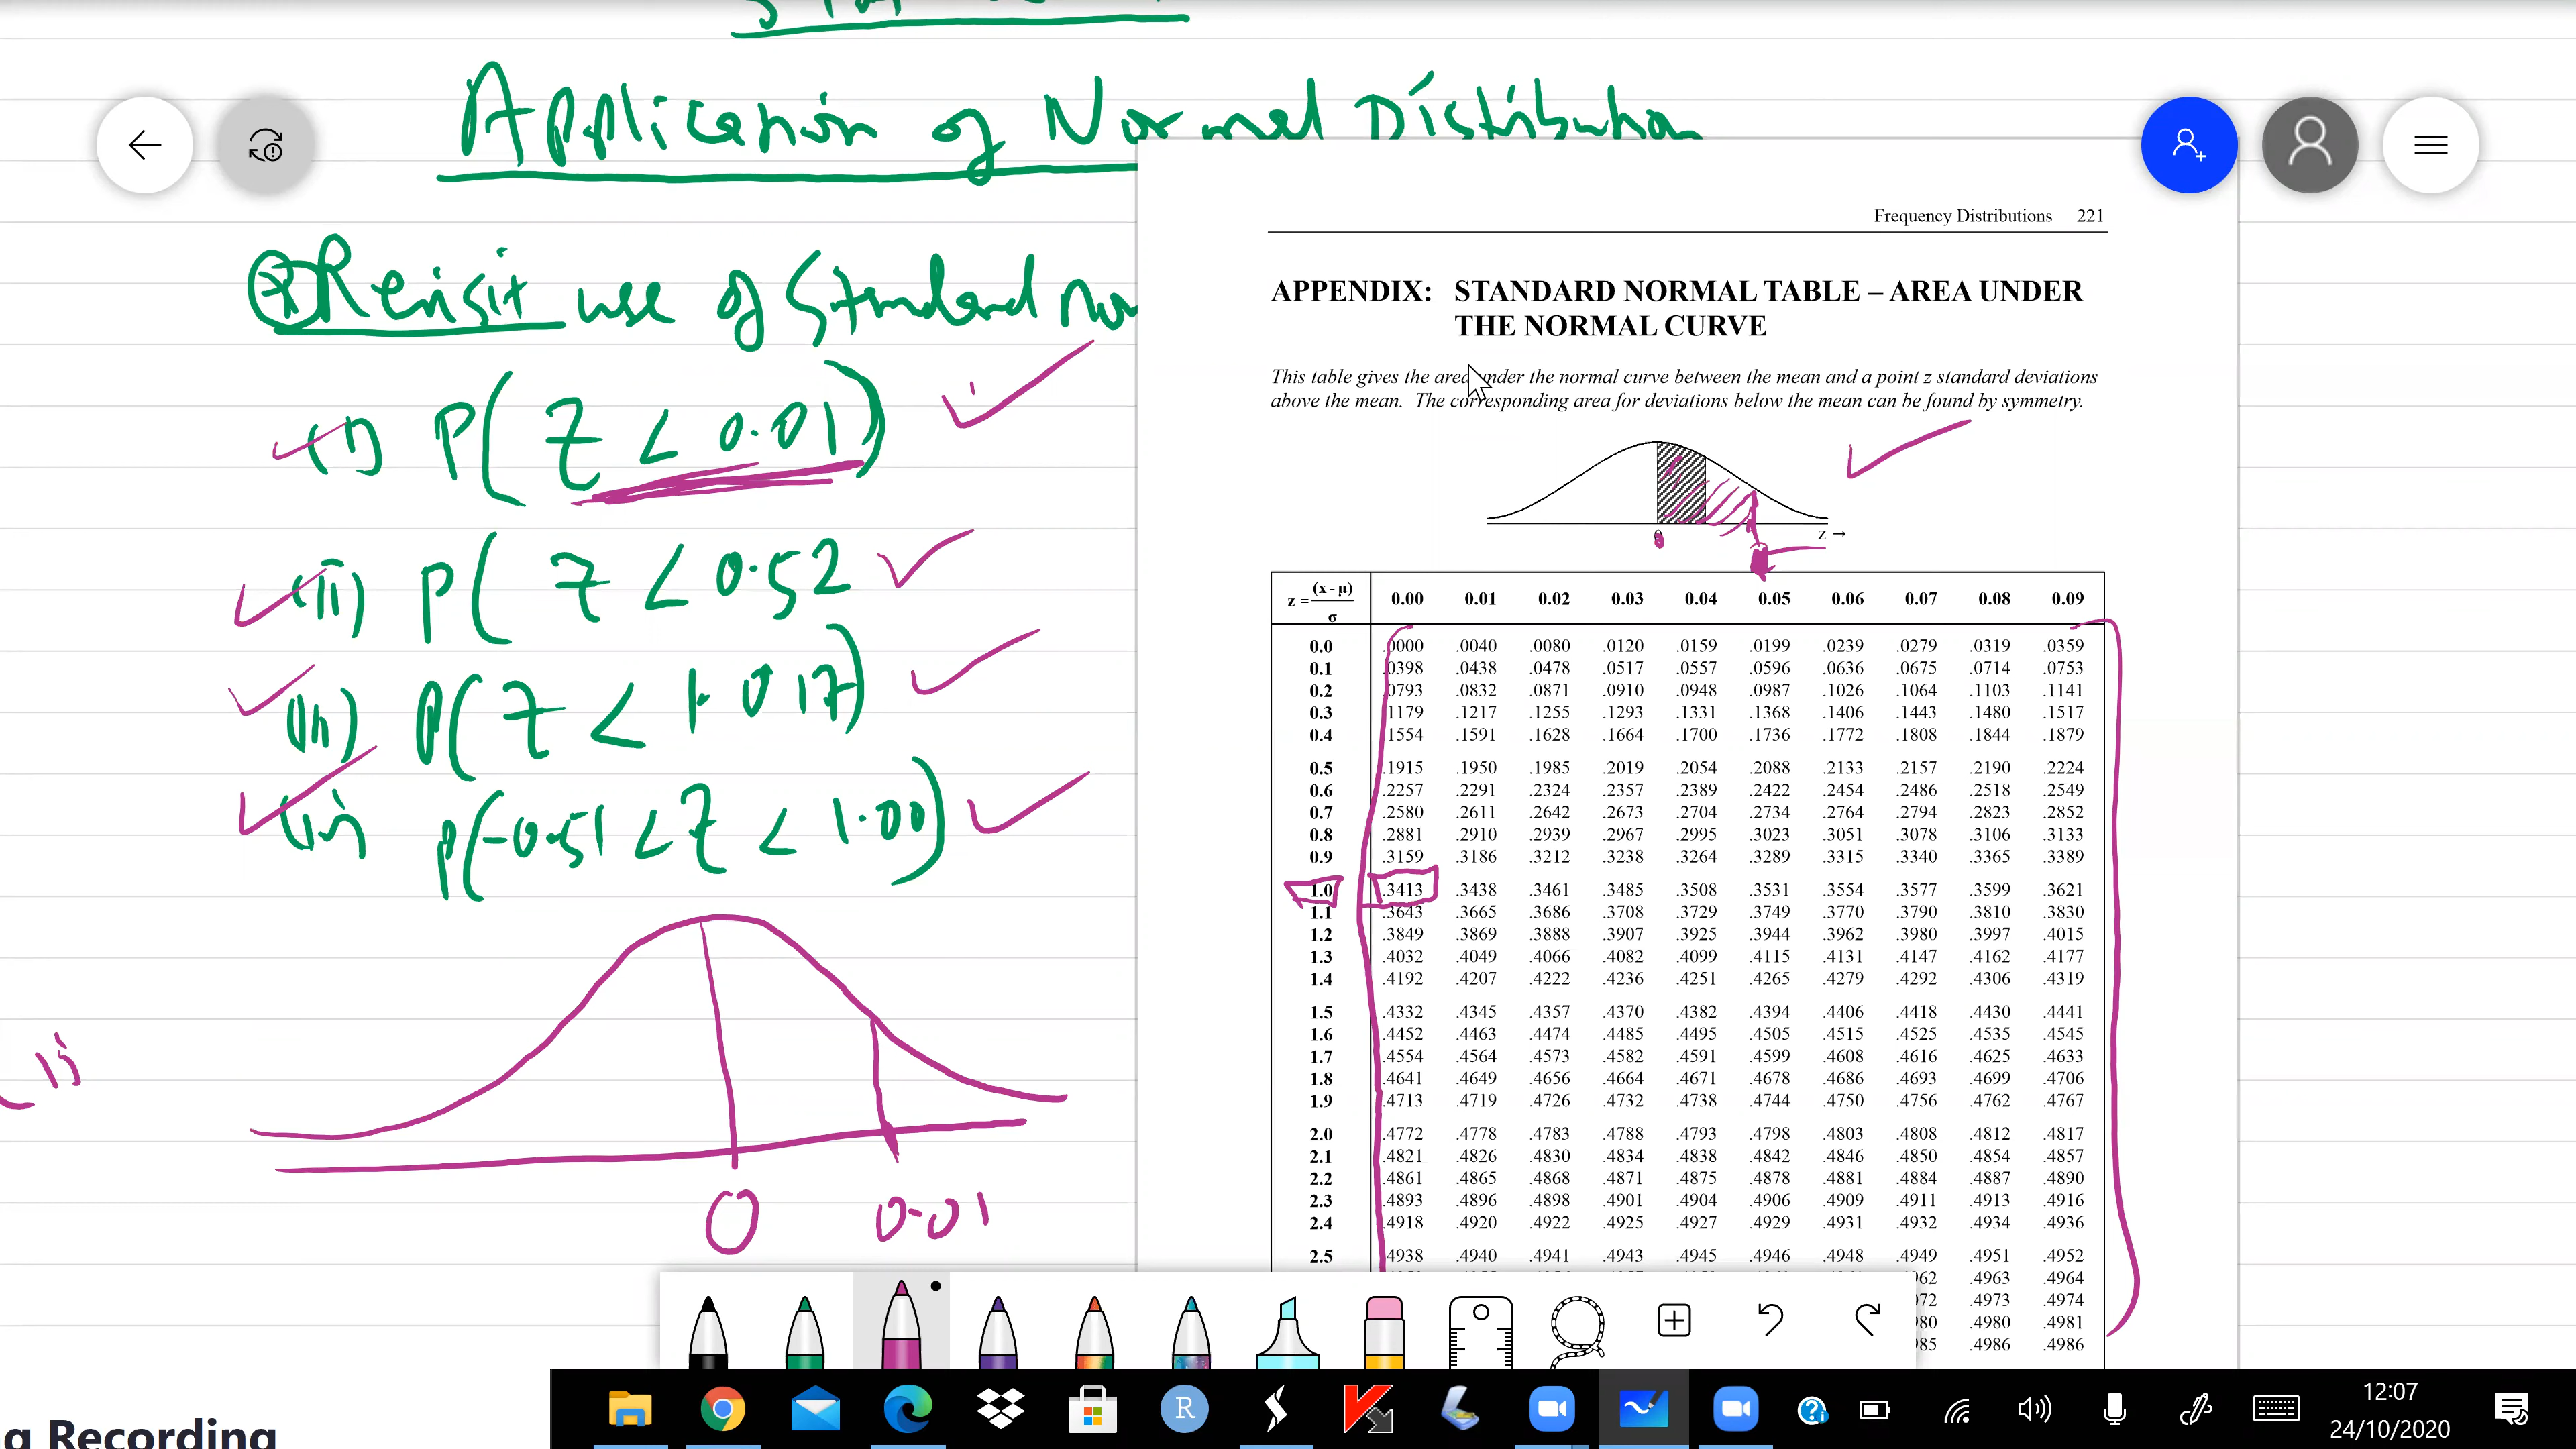 Application of Normal Distribution
Revisit use of Standard Nor
(i) P( Z < 0.01)
(ii) P( Z < 0.52
P( Z < 1.017)
P(-0.51 < Z < 1.00)
ii
0 0.01
Frequency Distributions 221
APPENDIX: STANDARD NORMAL TABLE – AREA UNDER
THE NORMAL CURVE
This table gives the area under the normal curve between the mean and a point z standard deviations
above the mean. The corresponding area for deviations below the mean can be found by symmetry.
0 z →
z = (x - μ) / σ 0.00 0.01 0.02 0.03 0.04 0.05 0.06 0.07 0.08 0.09
0.0 .0000 .0040 .0080 .0120 .0159 .0199 .0239 .0279 .0319 .0359
0.1 .0398 .0438 .0478 .0517 .0557 .0596 .0636 .0675 .0714 .0753
0.2 .0793 .0832 .0871 .0910 .0948 .0987 .1026 .1064 .1103 .1141
0.3 .1179 .1217 .1255 .1293 .1331 .1368 .1406 .1443 .1480 .1517
0.4 .1554 .1591 .1628 .1664 .1700 .1736 .1772 .1808 .1844 .1879
0.5 .1915 .1950 .1985 .2019 .2054 .2088 .2133 .2157 .2190 .2224
0.6 .2257 .2291 .2324 .2357 .2389 .2422 .2454 .2486 .2518 .2549
0.7 .2580 .2611 .2642 .2673 .2704 .2734 .2764 .2794 .2823 .2852
0.8 .2881 .2910 .2939 .2967 .2995 .3023 .3051 .3078 .3106 .3133
0.9 .3159 .3186 .3212 .3238 .3264 .3289 .3315 .3340 .3365 .3389
1.0 .3413 .3438 .3461 .3485 .3508 .3531 .3554 .3577 .3599 .3621
1.1 .3643 .3665 .3686 .3708 .3729 .3749 .3770 .3790 .3810 .3830
1.2 .3849 .3869 .3888 .3907 .3925 .3944 .3962 .3980 .3997 .4015
1.3 .4032 .4049 .4066 .4082 .4099 .4115 .4131 .4147 .4162 .4177
1.4 .4192 .4207 .4222 .4236 .4251 .4265 .4279 .4292 .4306 .4319
1.5 .4332 .4345 .4357 .4370 .4382 .4394 .4406 .4418 .4430 .4441
1.6 .4452 .4463 .4474 .4485 .4495 .4505 .4515 .4525 .4535 .4545
1.7 .4554 .4564 .4573 .4582 .4591 .4599 .4608 .4616 .4625 .4633
1.8 .4641 .4649 .4656 .4664 .4671 .4678 .4686 .4693 .4699 .4706
1.9 .4713 .4719 .4726 .4732 .4738 .4744 .4750 .4756 .4762 .4767
2.0 .4772 .4778 .4783 .4788 .4793 .4798 .4803 .4808 .4812 .4817
2.1 .4821 .4826 .4830 .4834 .4838 .4842 .4846 .4850 .4854 .4857
2.2 .4861 .4865 .4868 .4871 .4875 .4878 .4881 .4884 .4887 .4890
2.3 .4893 .4896 .4898 .4901 .4904 .4906 .4909 .4911 .4913 .4916
2.4 .4918 .4920 .4922 .4925 .4927 .4929 .4931 .4932 .4934 .4936
2.5 .4938 .4940 .4941 .4943 .4945 .4946 .4948 .4949 .4951 .4952
962 .4963 .4964
972 .4973 .4974
980 .4980 .4981
985 .4986 .4986
g Recording
R
12:07
24/10/2020